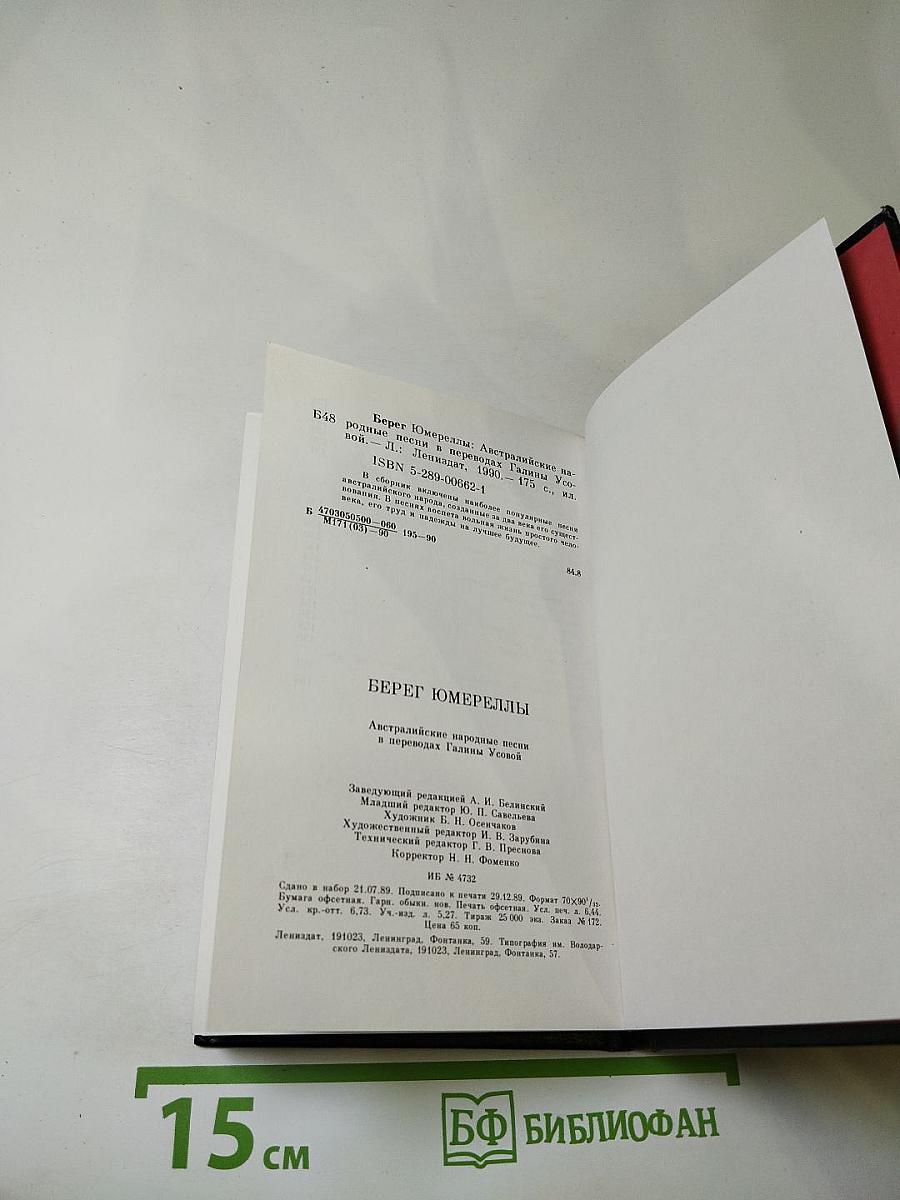 Берег Юмереллы: Австралийские на-
Б48 родные песни в переводах Галины Усо-
вой.— Л.: Лениздат, 1990.— 175 с., ил.
ISBN 5-289-00662-1
В сборник включены наиболее популярные песни
австралийского народа, созданные за два века его сущест-
вования. В песнях воспета вольная жизнь простого чело-
века, его труд и надежды на лучшее будущее.
Б 4703050500—060
М171(03)—90 195—90
84.8
БЕРЕГ ЮМЕРЕЛЛЫ
Австралийские народные песни
в переводах Галины Усовой
Заведующий редакцией А. И. Белинский
Младший редактор Ю. П. Савельева
Художник Б. Н. Осенчаков
Художественный редактор И. В. Зарубина
Технический редактор Г. В. Преснова
Корректор Н. Н. Фоменко
ИБ № 4732
Сдано в набор 21.07.89. Подписано к печати 29.12.89. Формат 70×90¹/₃₂.
Бумага офсетная. Гарн. обыкн. нов. Печать офсетная. Усл. печ. л. 6,44.
Усл. кр.-отт. 6,73. Уч.-изд. л. 5,27. Тираж 25 000 экз. Заказ № 172.
Цена 65 коп.
Лениздат, 191023, Ленинград, Фонтанка, 59. Типография им. Володар-
ского Лениздата, 191023, Ленинград, Фонтанка, 57.
15 см
БФ БИБЛИОФАН